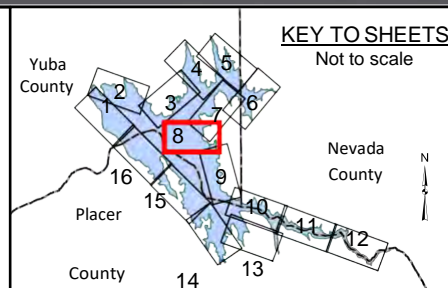 KEY TO SHEETS
Not to scale
Yuba
County
4
5
2
1
3
6
7
8
Nevada
County
N
16
9
15
Placer
10
11
12
13
County
14